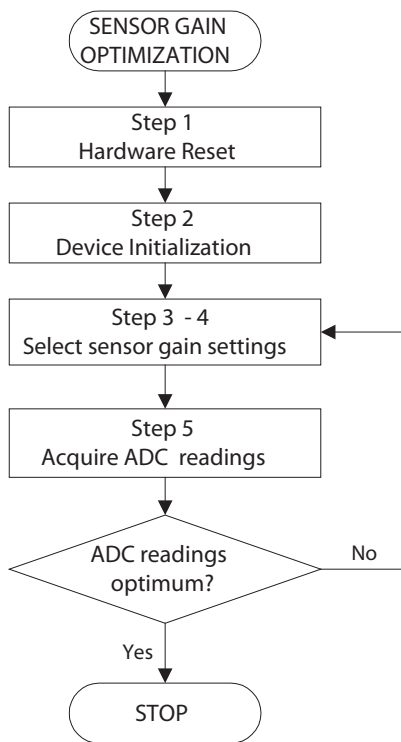 SENSOR GAIN
OPTIMIZATION
Step 1
Hardware Reset
Step 2
Device Initialization
Step 3 - 4
Select sensor gain settings
Step 5
Acquire ADC readings
ADC readings
optimum?
No
Yes
STOP